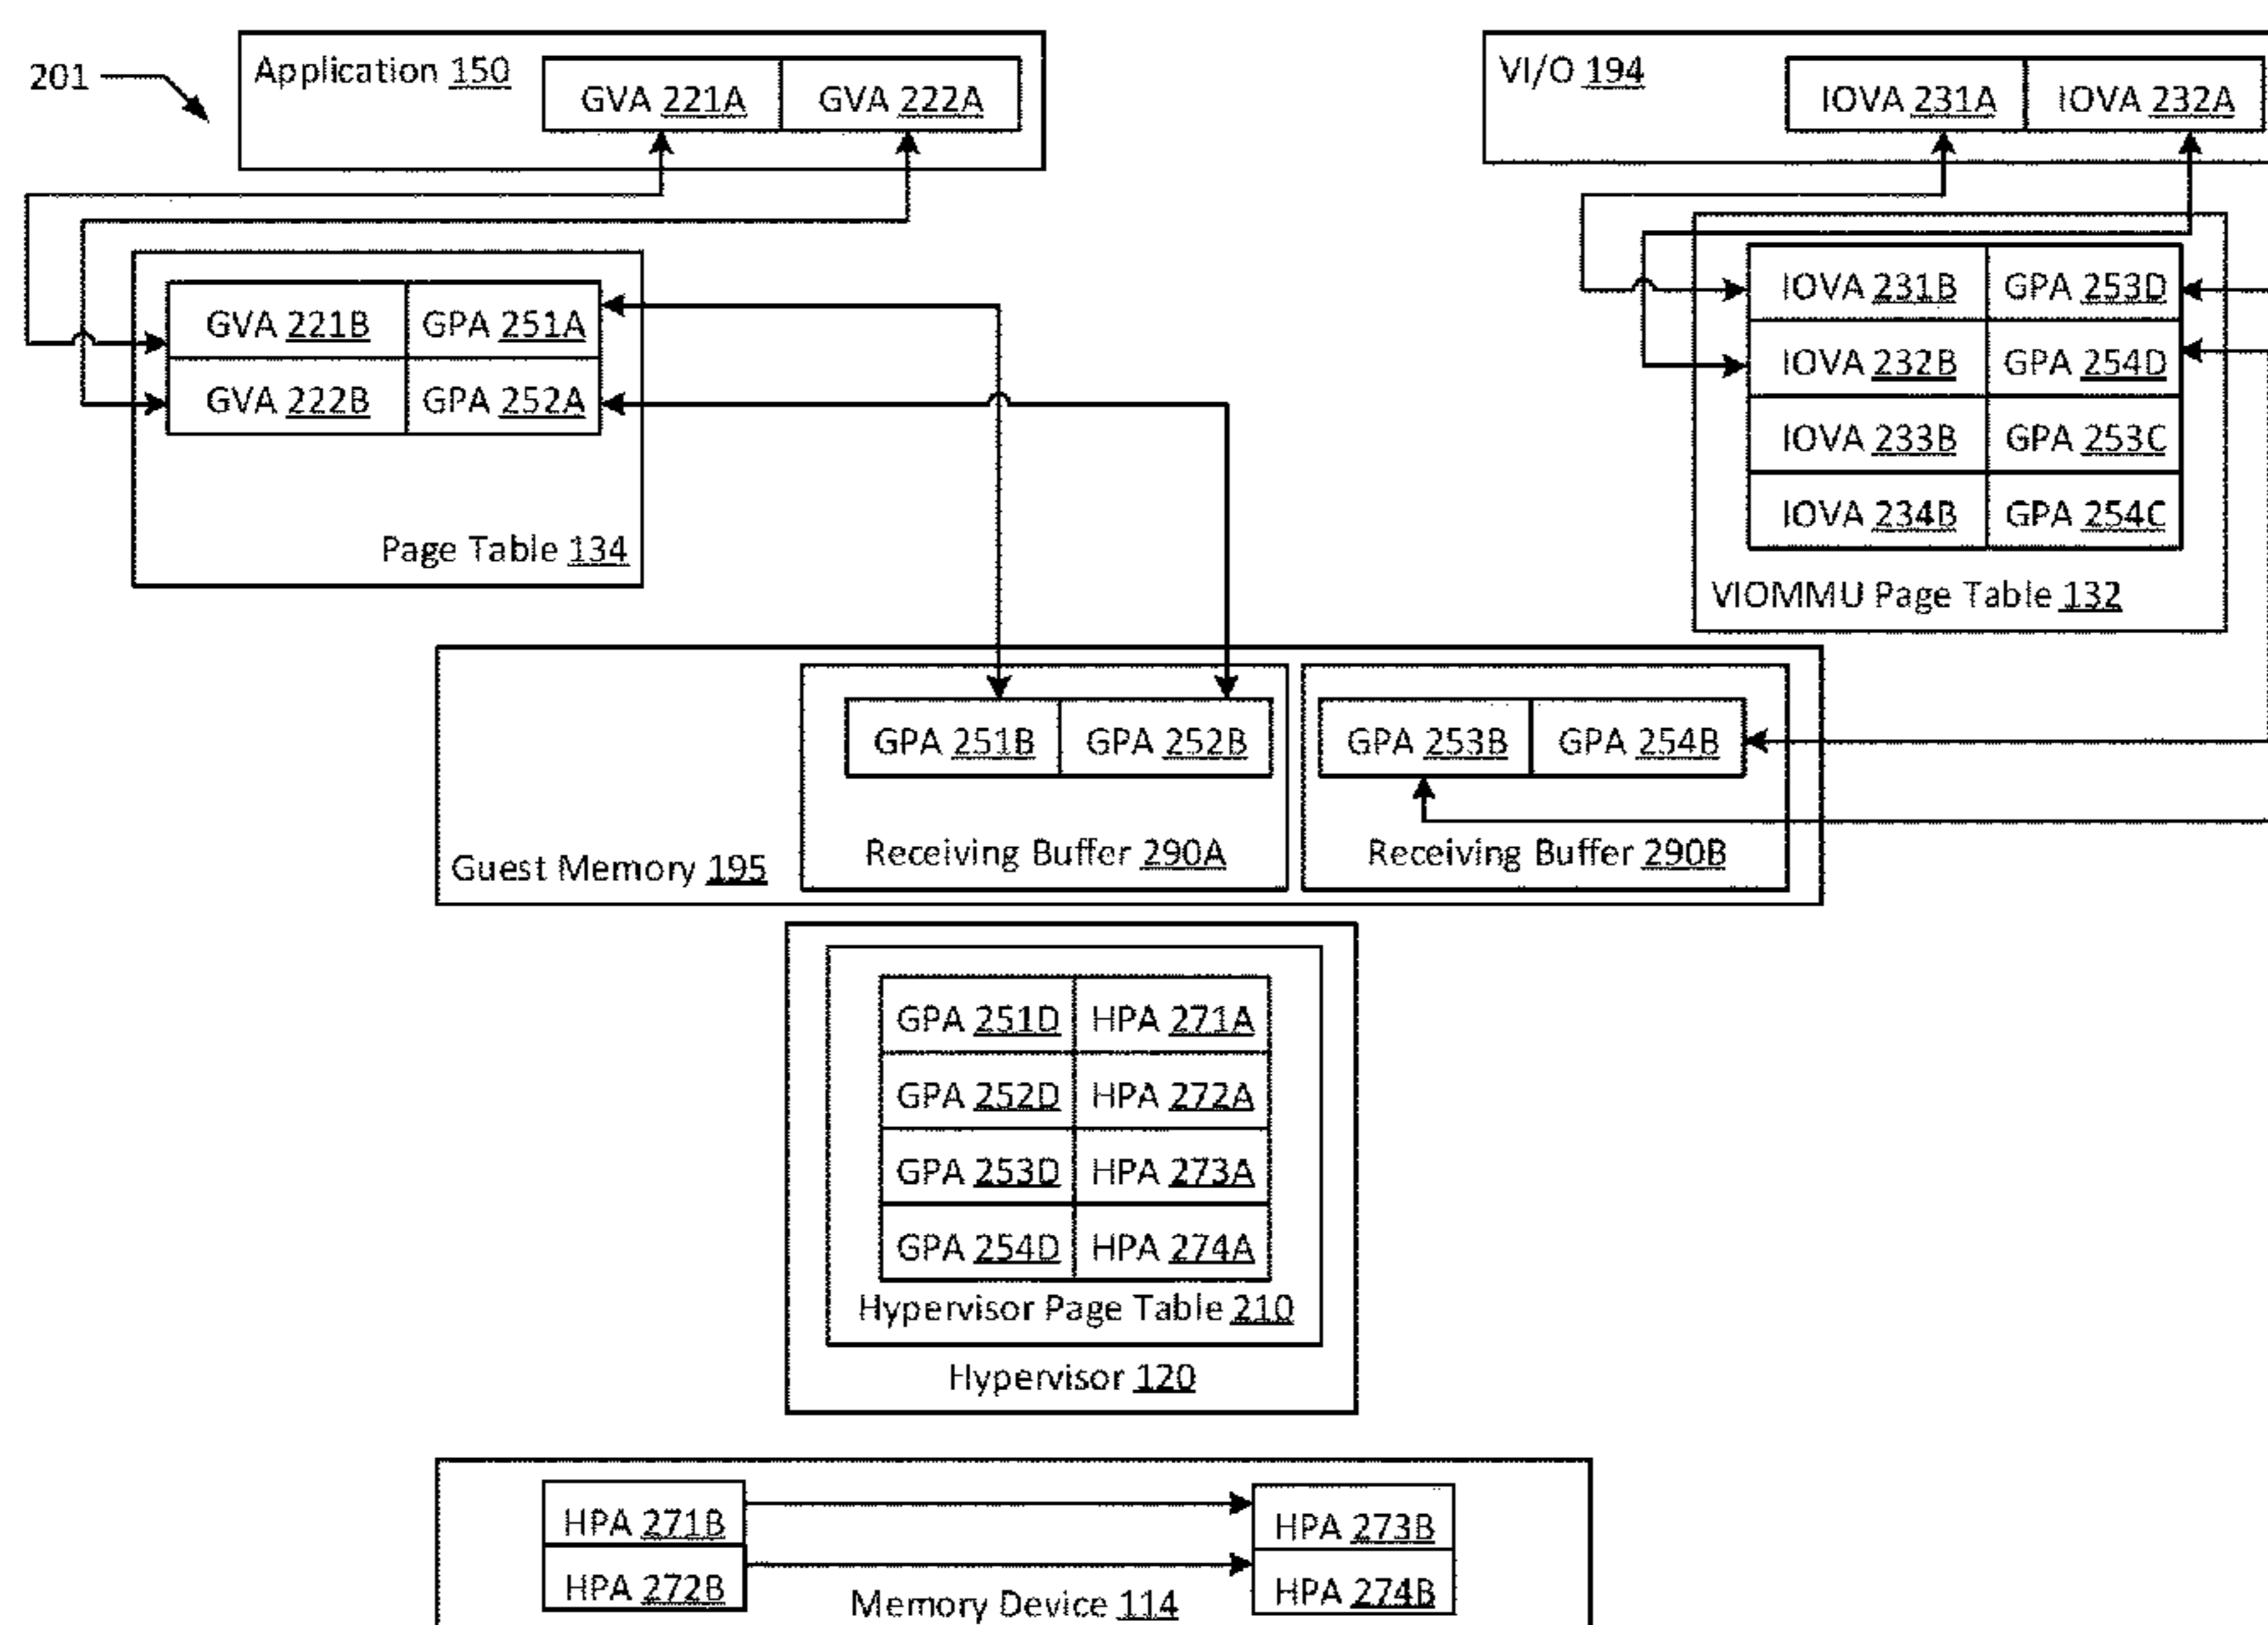 201
Application 150
GVA 221A GVA 222A
VI/O 194
IOVA 231A IOVA 232A
GVA 221B GPA 251A
GVA 222B GPA 252A
Page Table 134
IOVA 231B GPA 253D
IOVA 232B GPA 254D
IOVA 233B GPA 253C
IOVA 234B GPA 254C
VIOMMU Page Table 132
GPA 251B GPA 252B
Receiving Buffer 290A
GPA 253B GPA 254B
Receiving Buffer 290B
Guest Memory 195
GPA 251D HPA 271A
GPA 252D HPA 272A
GPA 253D HPA 273A
GPA 254D HPA 274A
Hypervisor Page Table 210
Hypervisor 120
HPA 271B
HPA 272B
HPA 273B
HPA 274B
Memory Device 114